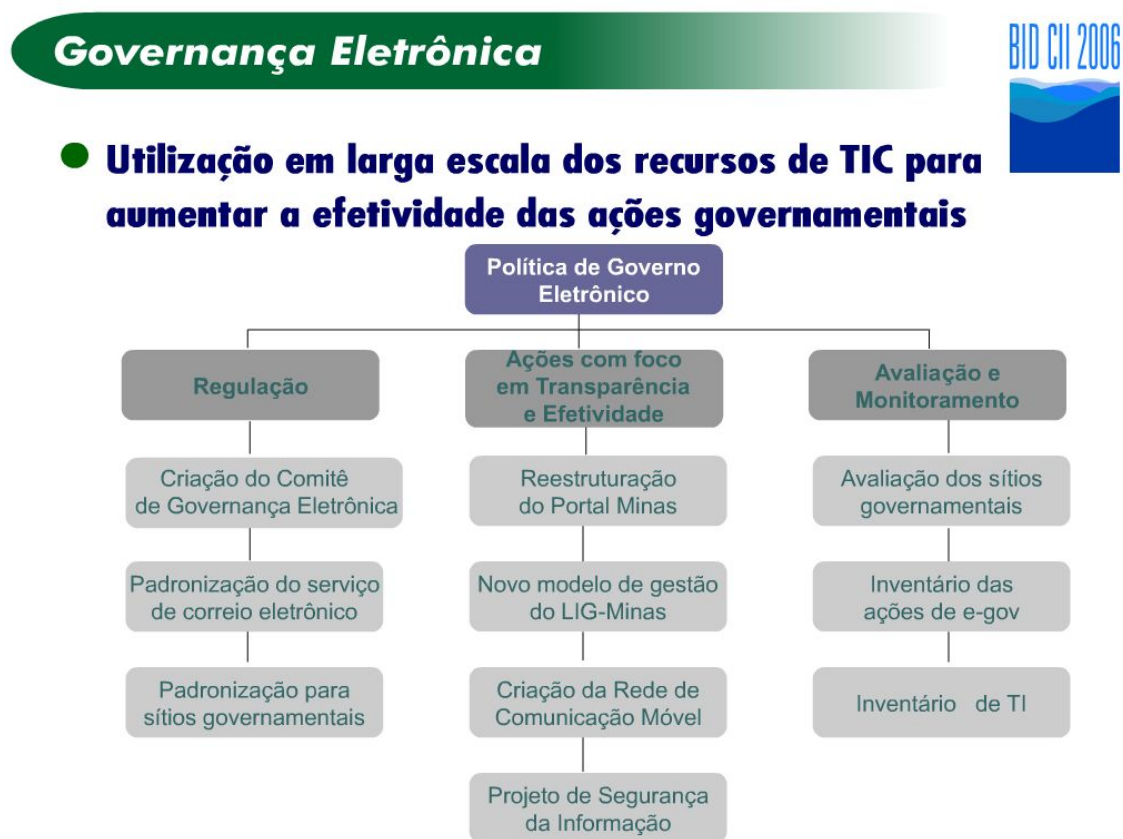 Governança Eletrônica
BID CII 2006
Utilização em larga escala dos recursos de TIC para
aumentar a efetividade das ações governamentais
Política de Governo
Eletrônico
Regulação
Criação do Comitê
de Governança Eletrônica
Padronização do serviço
de correio eletrônico
Padronização para
sítios governamentais
Ações com foco
em Transparência
e Efetividade
Reestruturação
do Portal Minas
Novo modelo de gestão
do LIG-Minas
Criação da Rede de
Comunicação Móvel
Projeto de Segurança
da Informação
Avaliação e
Monitoramento
Avaliação dos sítios
governamentais
Inventário das
ações de e-gov
Inventário de TI